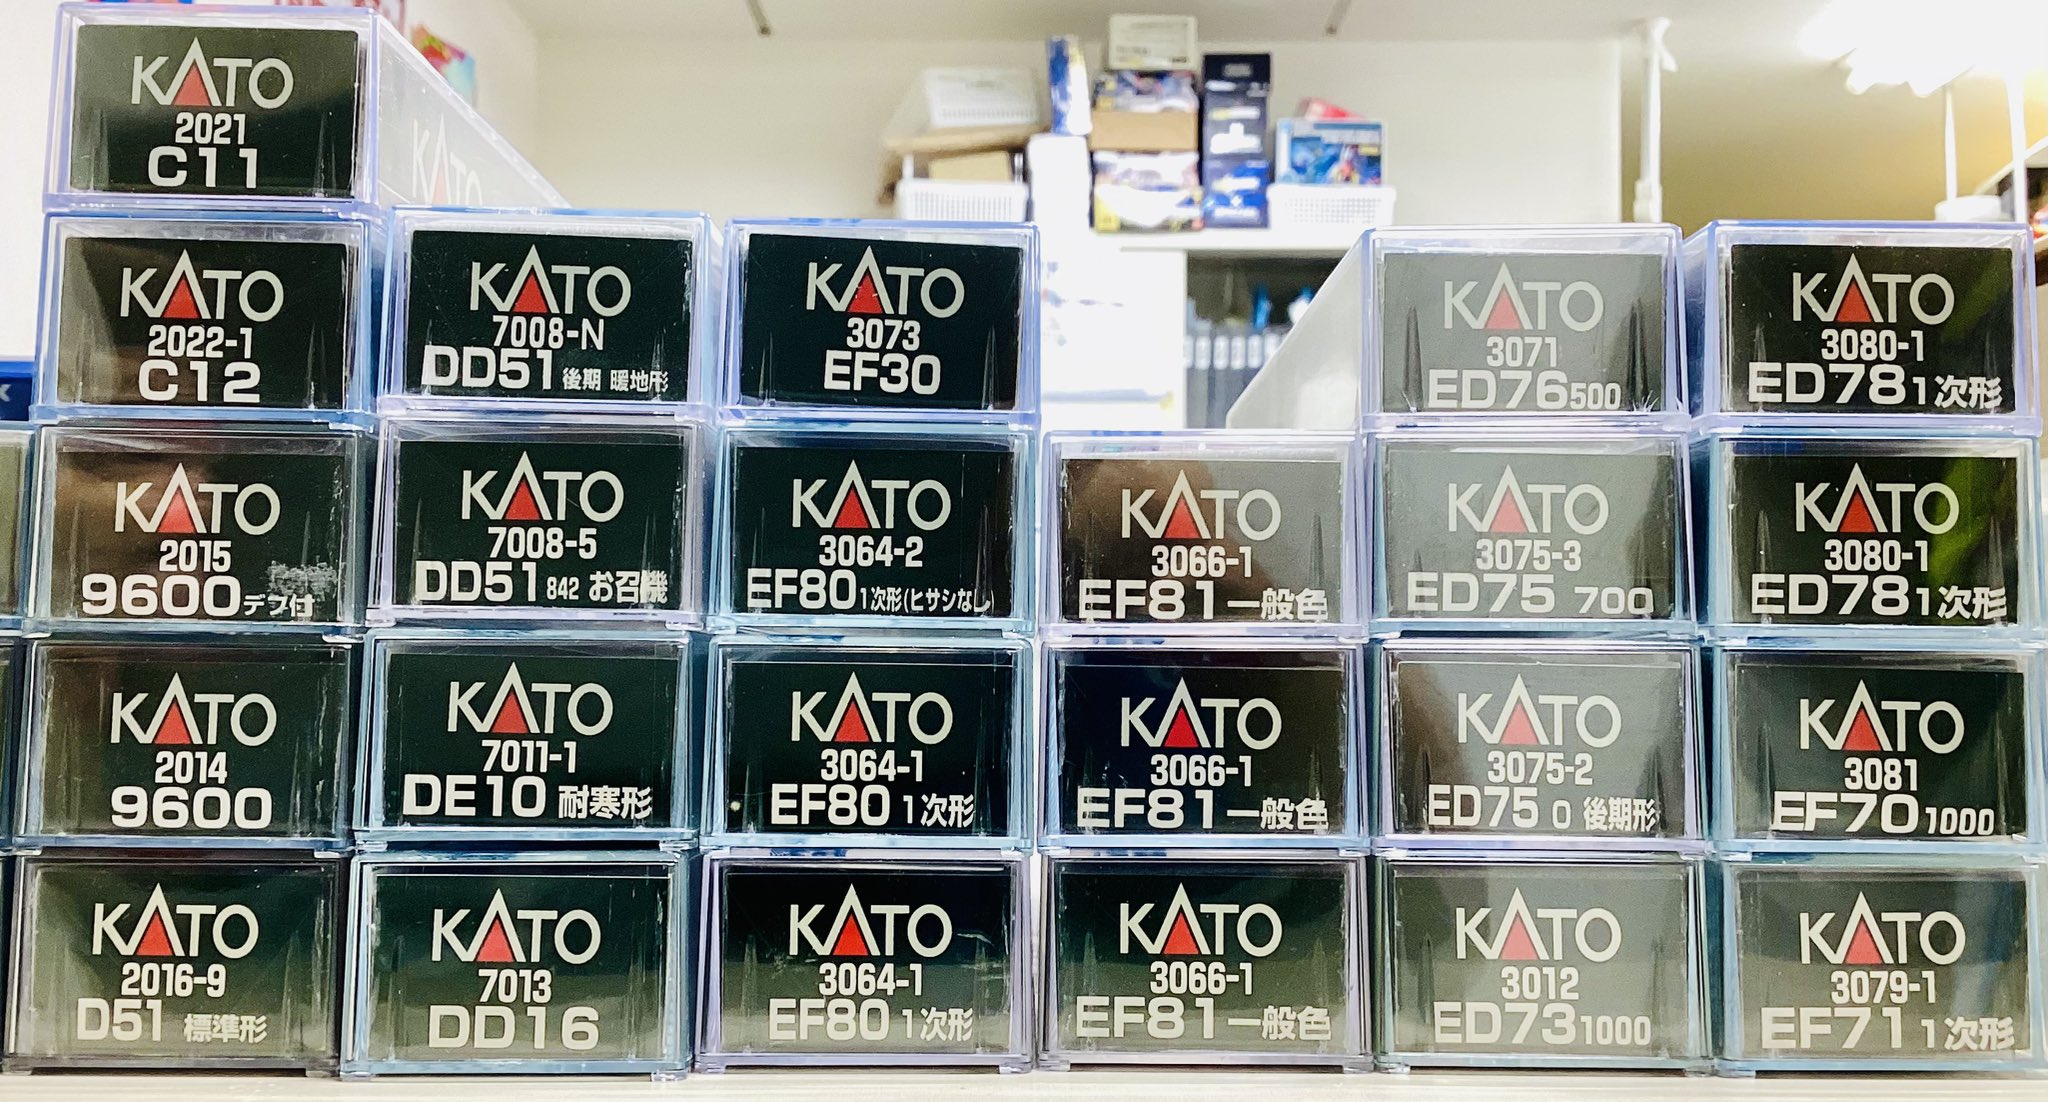 KATO
2021
C11
KATO
KATO
2022-1
C12
KATO
2015
9600 デフ付
KATO
2014
9600
KATO
2016-9
D51 標準形
KATO
7008-N
DD51 後期 暖地形
KATO
7008-5
DD51 842 お召機
KATO
7011-1
DE10 耐寒形
KATO
7013
DD16
KATO
3073
EF30
KATO
3064-2
EF80 1次形(ヒサシなし)
KATO
3064-1
EF80 1次形
KATO
3064-1
EF80 1次形
KATO
3066-1
EF81 一般色
KATO
3066-1
EF81 一般色
KATO
3066-1
EF81 一般色
KATO
3071
ED76 500
KATO
3075-3
ED75 700
KATO
3075-2
ED75 0 後期形
KATO
3012
ED73 1000
KATO
3080-1
ED78 1次形
KATO
3080-1
ED78 1次形
KATO
3081
EF70 1000
KATO
3079-1
EF71 1次形